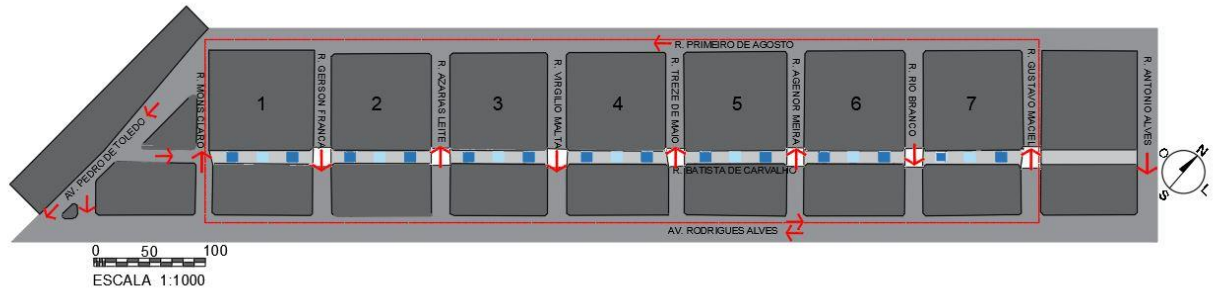 R. PRIMEIRO DE AGOSTO
R. MONS.CLARO
R. GERSON FRANCA
R. AZARIAS LEITE
R. VIRGILIO MALTA
R. TREZE DE MAIO
R. AGENOR MEIRA
R. RIO BRANCO
R. GUSTAVO MACIEL
R. ANTONIO ALVES
1
2
3
4
5
6
7
AV. PEDRO DE TOLEDO
R. BATISTA DE CARVALHO
O
N
S
L
AV. RODRIGUES ALVES
0 50 100
ESCALA 1:1000